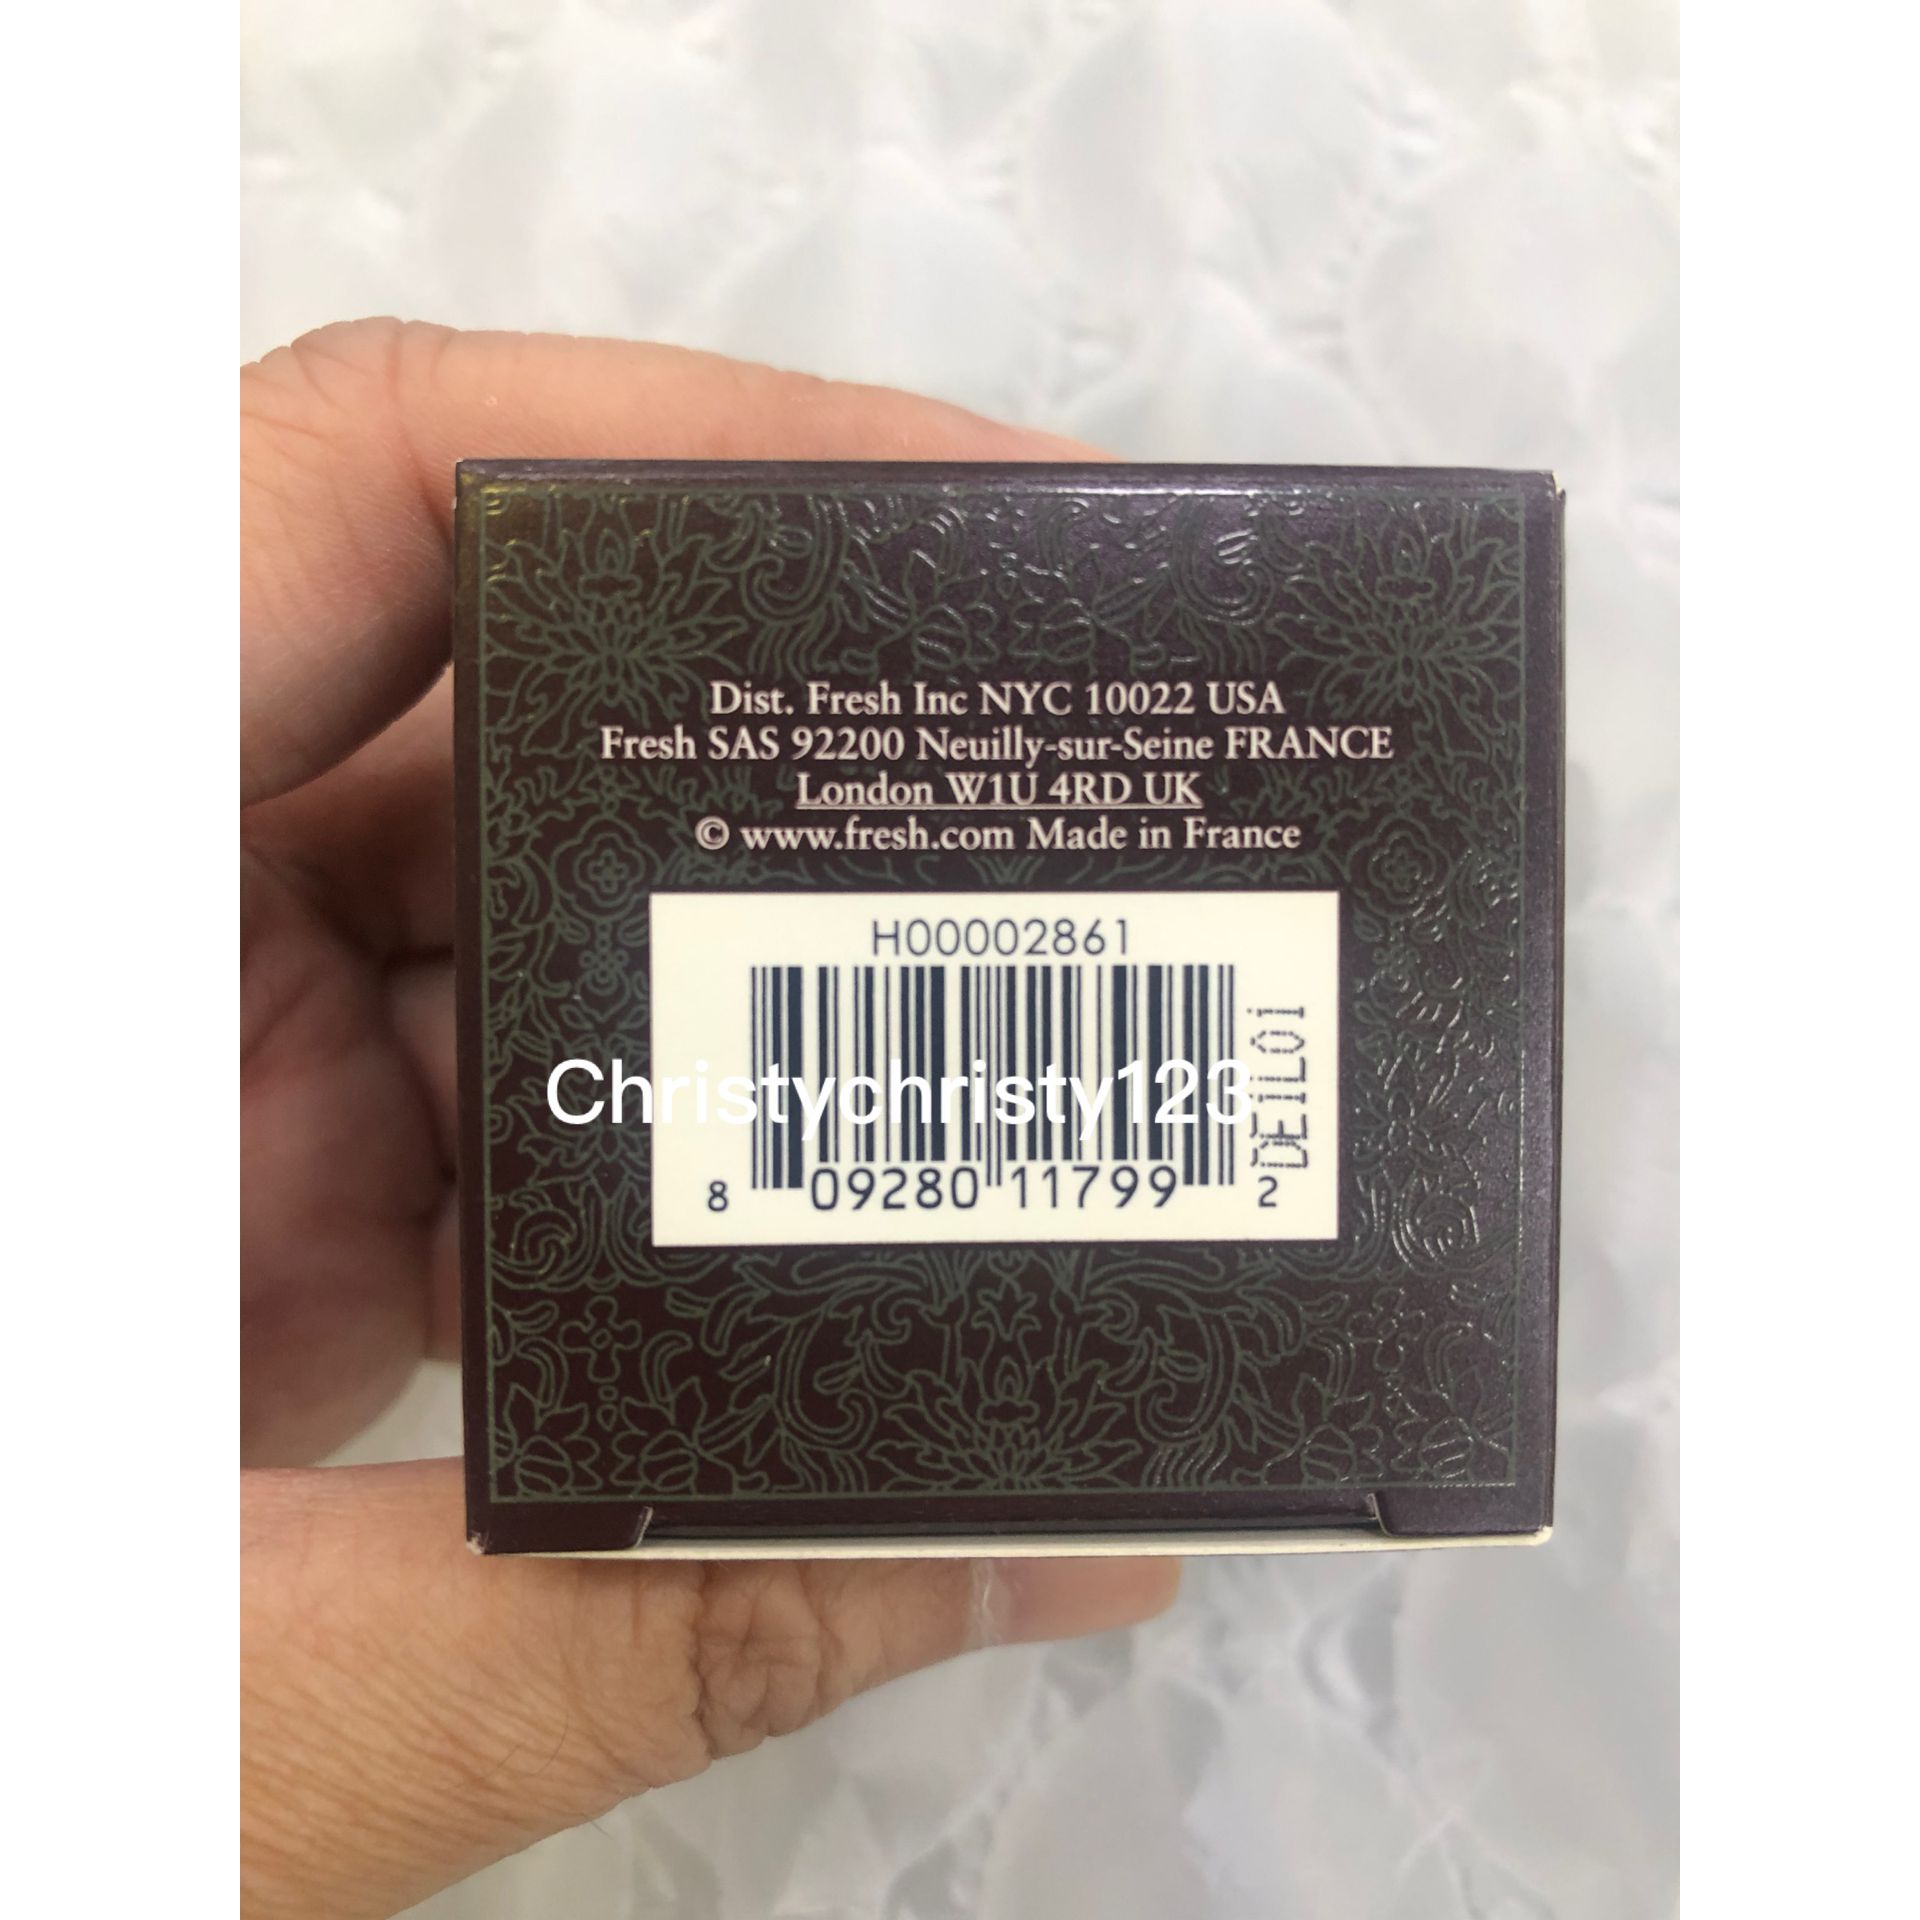 Dist. Fresh Inc NYC 10022 USA
Fresh SAS 92200 Neuilly-sur-Seine FRANCE
London W1U 4RD UK
© www.fresh.com Made in France
H00002861
Christychristy123
8 09280 11799 2